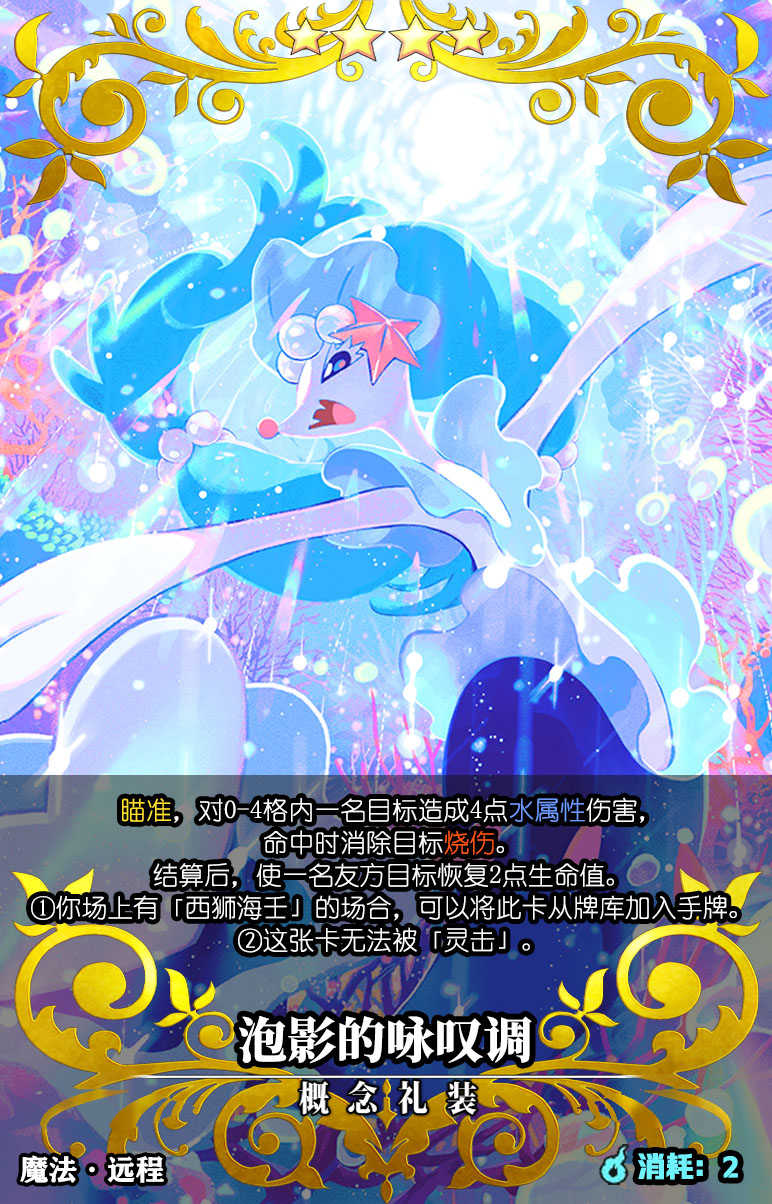 瞄准，对0-4格内一名目标造成4点水属性伤害，
命中时消除目标烧伤。
结算后，使一名友方目标恢复2点生命值。
①你场上有「西狮海壬」的场合，可以将此卡从牌库加入手牌。
②这张卡无法被「灵击」。
泡影的咏叹调
概念礼装
魔法·远程
消耗：2